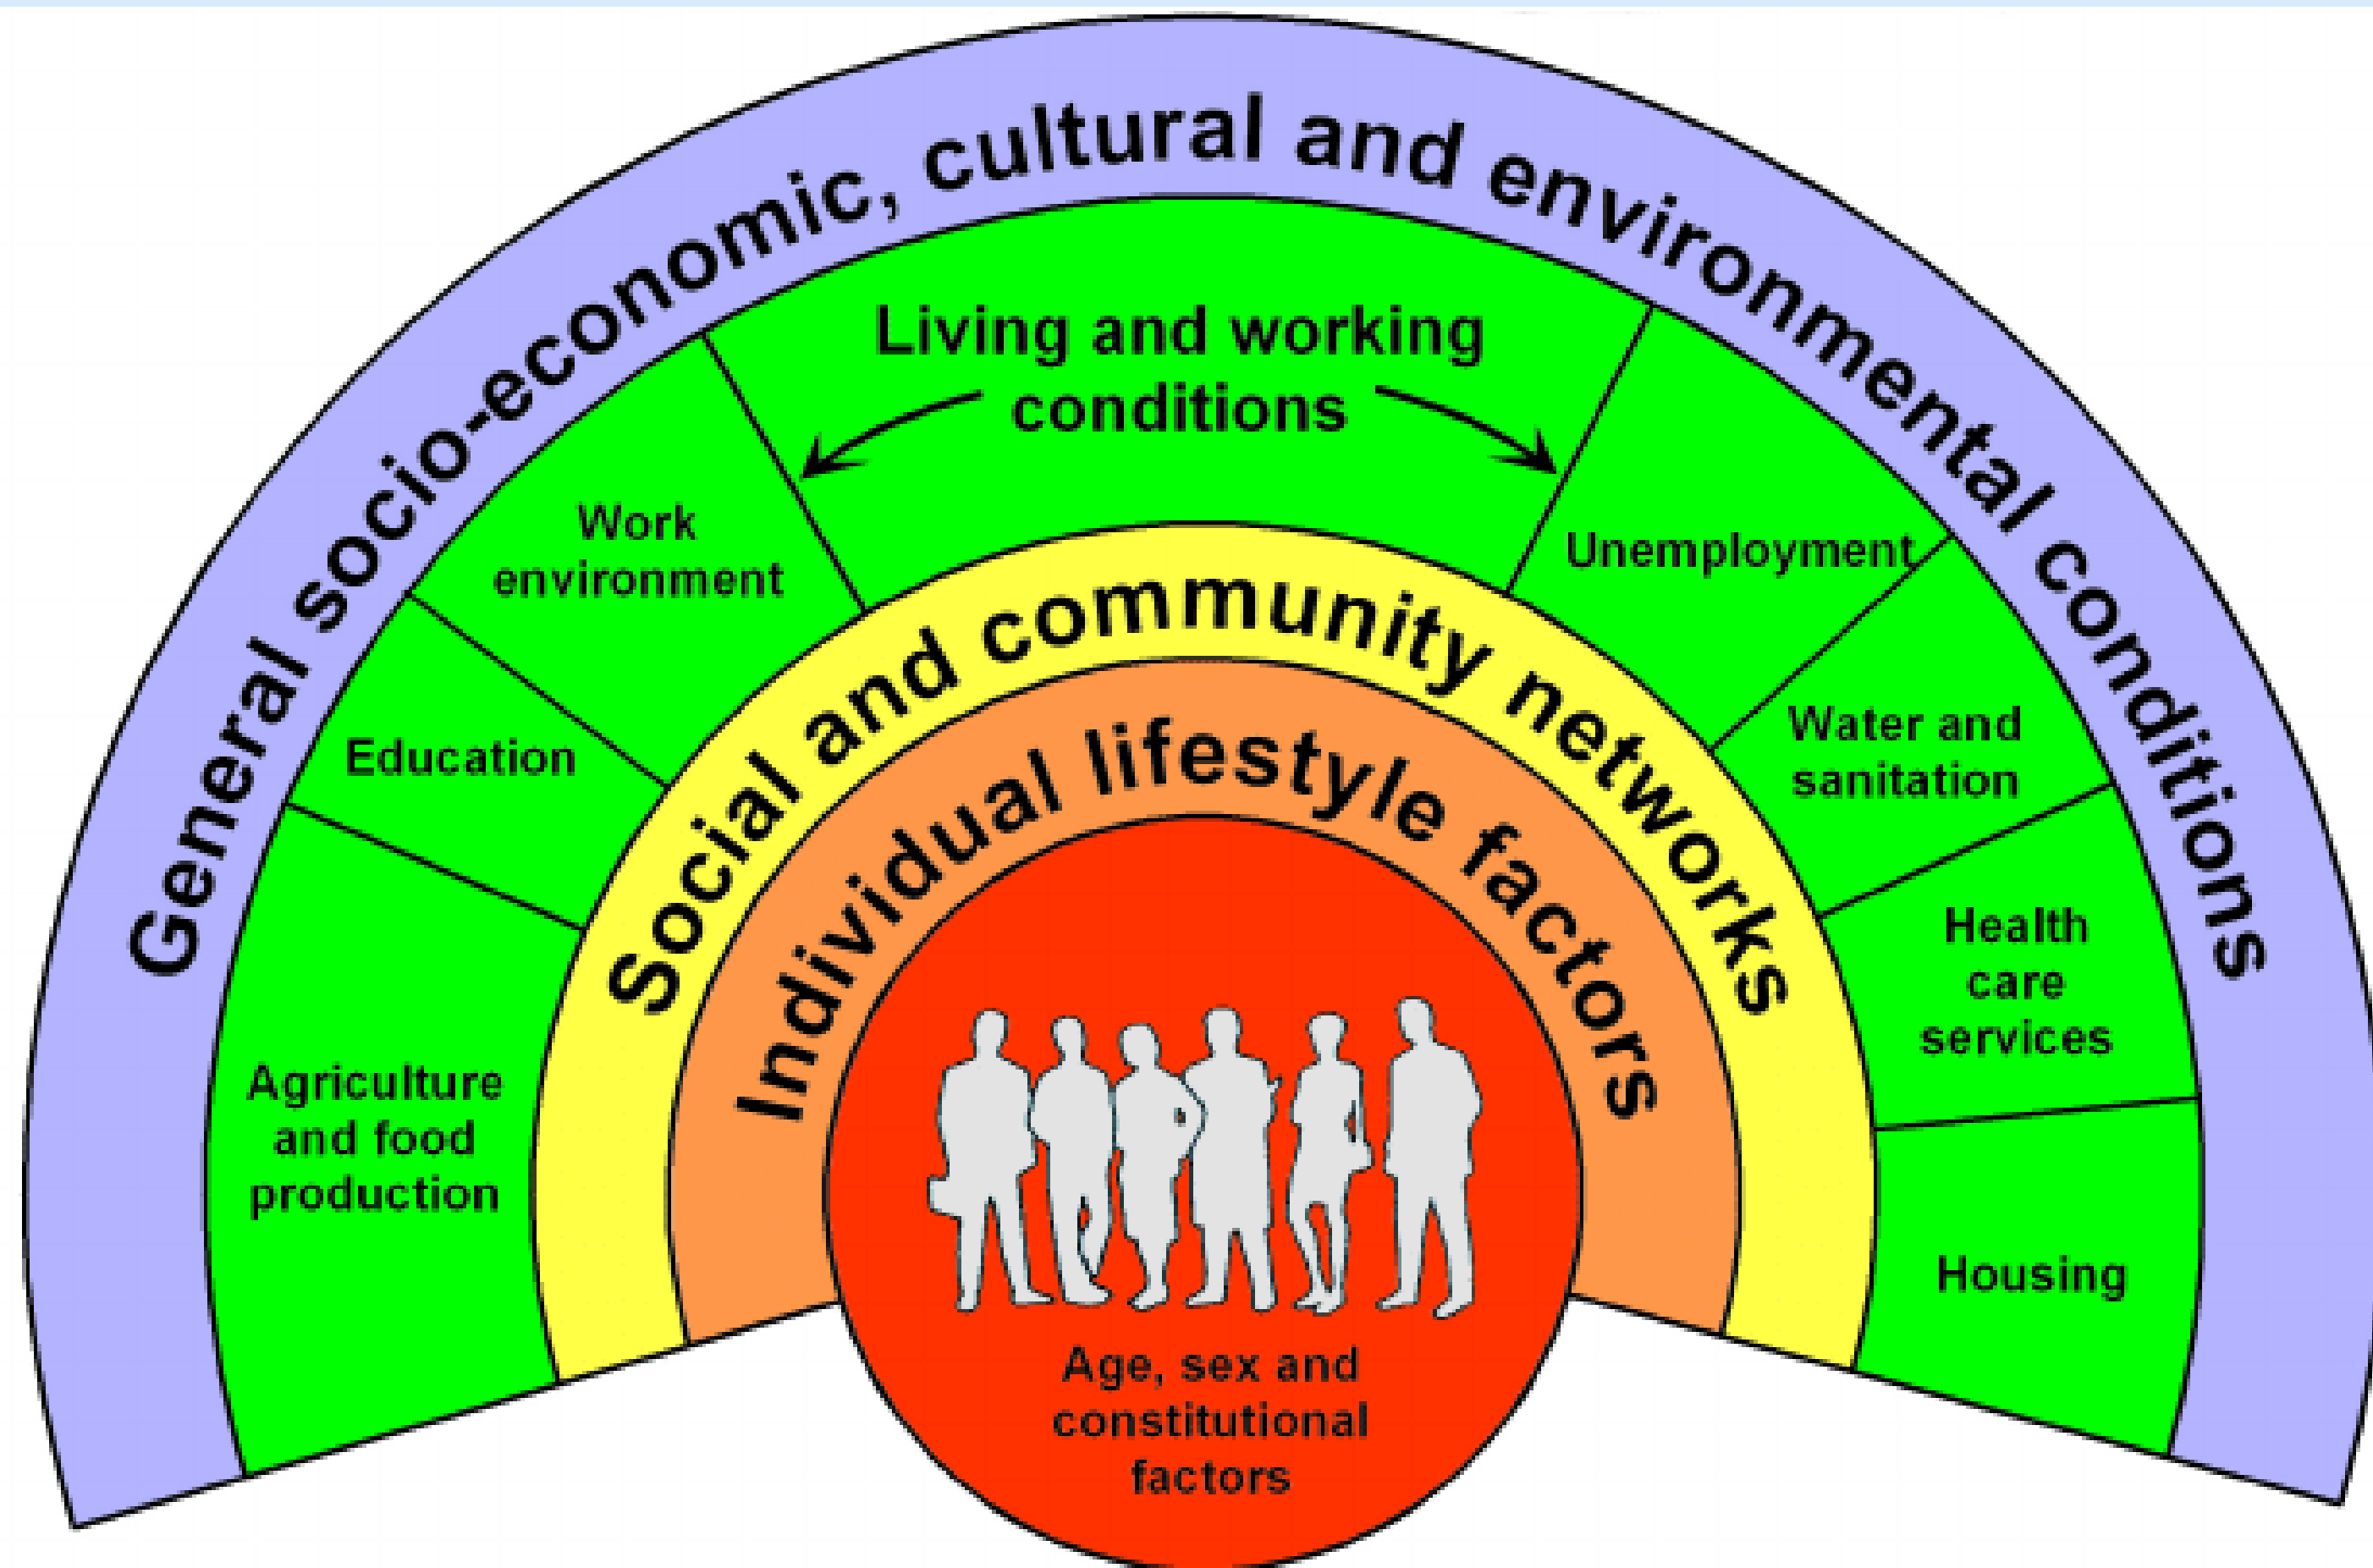 General socio-economic, cultural and environmental conditions
Living and working
conditions
Work
environment
Unemployment
Education
Water and
sanitation
Agriculture
and food
production
Health
care
services
Housing
Social and community networks
Individual lifestyle factors
Age, sex and
constitutional
factors